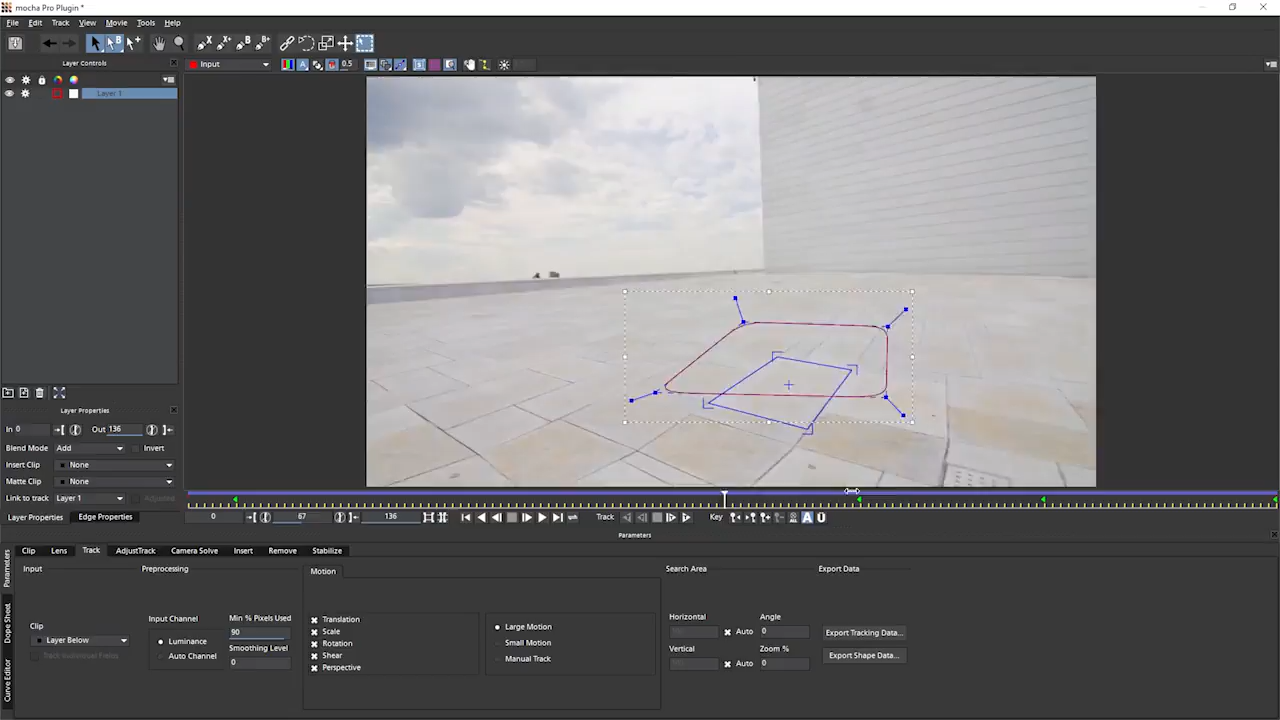 mocha Pro Plugin *
File Edit Track View Movie Tools Help
Layer Controls
Input
0.5
Layer 1
Layer Properties
In 0 Out 136
Blend Mode Add Invert
Insert Clip None
Matte Clip None
Link to track Layer 1 Adjusted
Layer Properties Edge Properties
0 67 136 Track Key A
Parameters
Clip Lens Track AdjustTrack Camera Solve Insert Remove Stabilize
Parameters
Dope Sheet
Curve Editor
Input
Clip
Layer Below
Track Individual Fields
Preprocessing
Input Channel
Luminance
Auto Channel
Min % Pixels Used
90
Smoothing Level
0
Motion
Translation
Scale
Rotation
Shear
Perspective
Large Motion
Small Motion
Manual Track
Search Area
Horizontal Auto
Vertical Auto
Angle
0
Zoom %
0
Export Data
Export Tracking Data...
Export Shape Data...